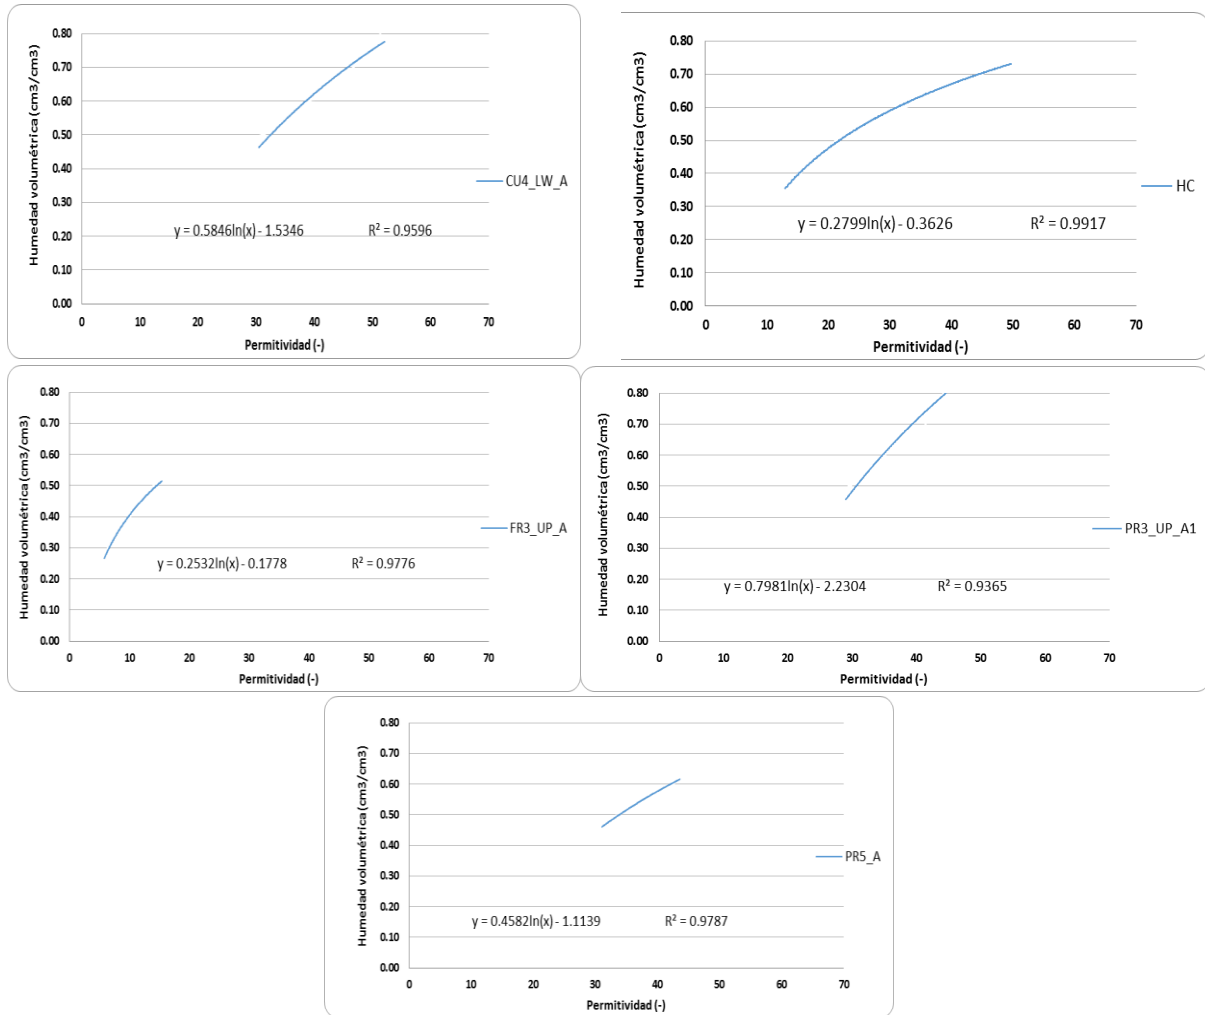 Humedad volumétrica (cm3/cm3)
0.80
0.70
0.60
0.50
0.40
0.30
0.20
0.10
0.00
CU4_LW_A
y = 0.5846ln(x) - 1.5346 R² = 0.9596
0 10 20 30 40 50 60 70
Permitividad (-)
Humedad volumétrica (cm3/cm3)
0.80
0.70
0.60
0.50
0.40
0.30
0.20
0.10
0.00
HC
y = 0.2799ln(x) - 0.3626 R² = 0.9917
0 10 20 30 40 50 60 70
Permitividad (-)
Humedad volumétrica (cm3/cm3)
0.80
0.70
0.60
0.50
0.40
0.30
0.20
0.10
0.00
FR3_UP_A
y = 0.2532ln(x) - 0.1778 R² = 0.9776
0 10 20 30 40 50 60 70
Permitividad (-)
Humedad volumétrica (cm3/cm3)
0.80
0.70
0.60
0.50
0.40
0.30
0.20
0.10
0.00
PR3_UP_A1
y = 0.7981ln(x) - 2.2304 R² = 0.9365
0 10 20 30 40 50 60 70
Permitividad (-)
Humedad volumétrica (cm3/cm3)
0.80
0.70
0.60
0.50
0.40
0.30
0.20
0.10
0.00
PR5_A
y = 0.4582ln(x) - 1.1139 R² = 0.9787
0 10 20 30 40 50 60 70
Permitividad (-)